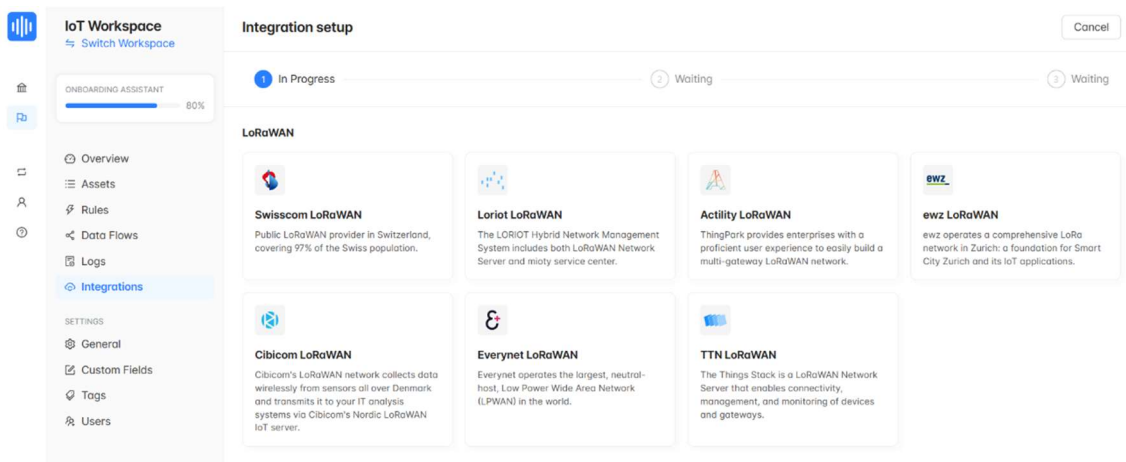 IoT Workspace
Switch Workspace
ONBOARDING ASSISTANT
80%
Overview
Assets
Rules
Data Flows
Logs
Integrations
SETTINGS
General
Custom Fields
Tags
Users
Integration setup
Cancel
1 In Progress
2 Waiting
3 Waiting
LoRaWAN
Swisscom LoRaWAN
Public LoRaWAN provider in Switzerland,
covering 97% of the Swiss population.
Loriot LoRaWAN
The LORIOT Hybrid Network Management
System includes both LoRaWAN Network
Server and mioty service center.
Actility LoRaWAN
ThingPark provides enterprises with a
proficient user experience to easily build a
multi-gateway LoRaWAN network.
ewz
ewz LoRaWAN
ewz operates a comprehensive LoRa
network in Zurich: a foundation for Smart
City Zurich and its IoT applications.
Cibicom LoRaWAN
Cibicom's LoRaWAN network collects data
wirelessly from sensors all over Denmark
and transmits it to your IT analysis
systems via Cibicom's Nordic LoRaWAN
IoT server.
Everynet LoRaWAN
Everynet operates the largest, neutral-
host, Low Power Wide Area Network
(LPWAN) in the world.
TTN LoRaWAN
The Things Stack is a LoRaWAN Network
Server that enables connectivity,
management, and monitoring of devices
and gateways.